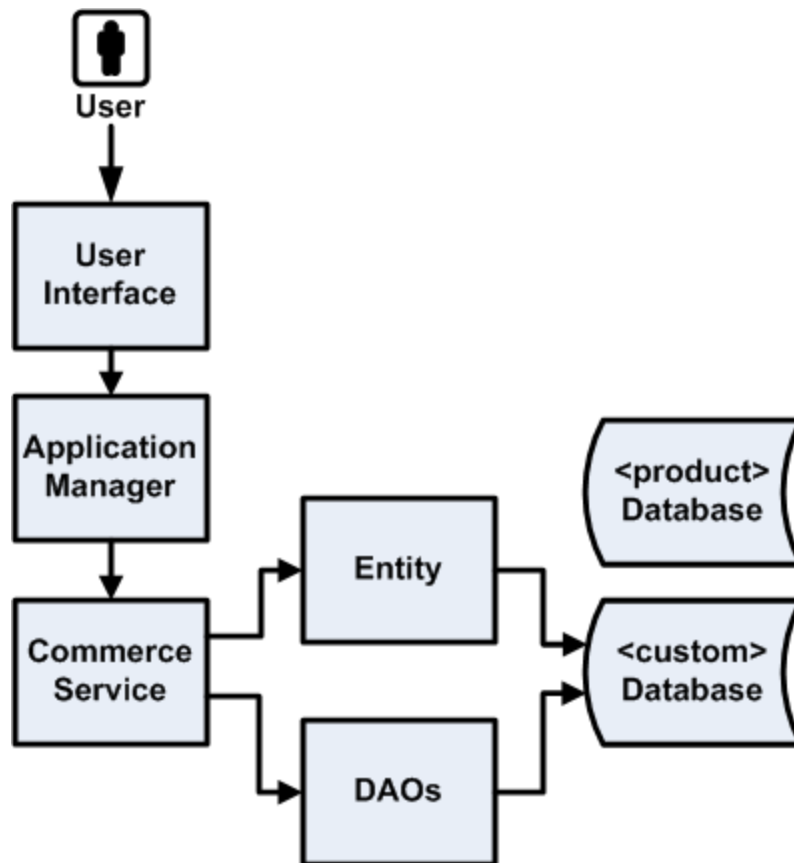 User
User
Interface
Application
Manager
Commerce
Service
Entity
DAOs
<product>
Database
<custom>
Database